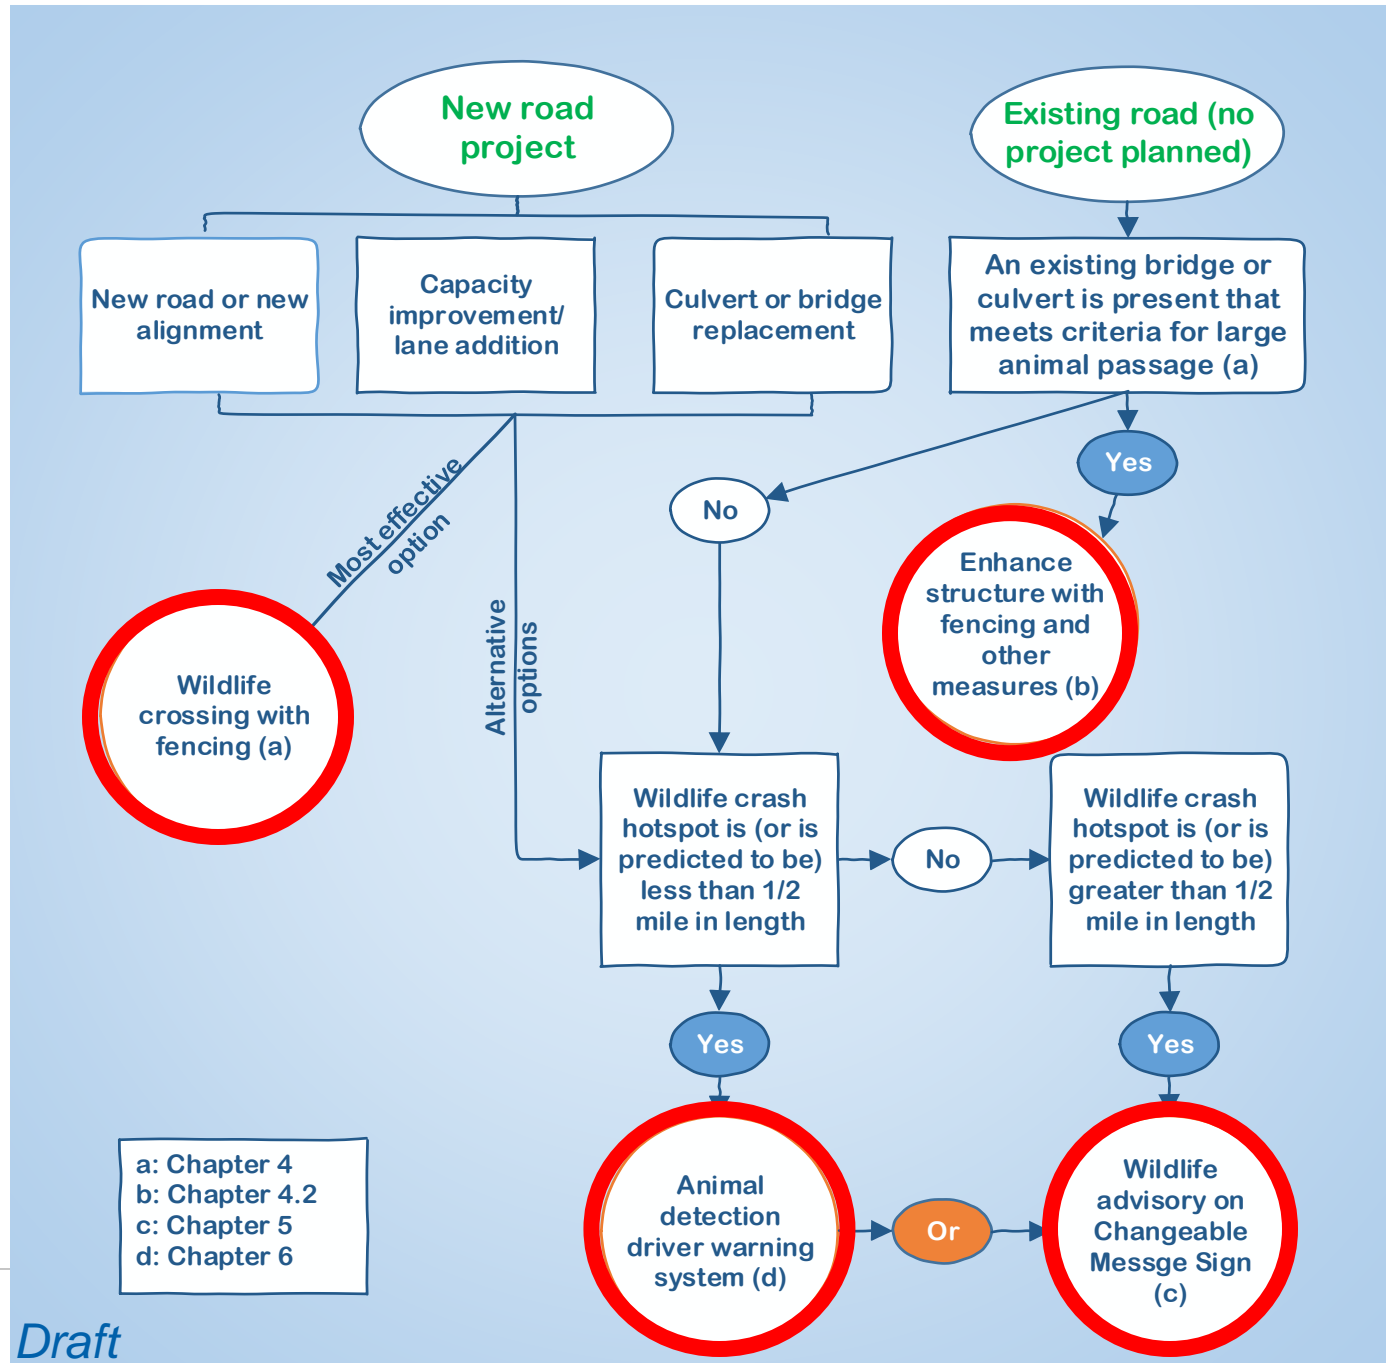 New road
project
Existing road (no
project planned)
New road or new
alignment
Capacity
improvement/
lane addition
Culvert or bridge
replacement
An existing bridge or
culvert is present that
meets criteria for large
animal passage (a)
Yes
No
Most effective
option
Alternative
options
Enhance
structure with
fencing and
other
measures (b)
Wildlife
crossing with
fencing (a)
Wildlife crash
hotspot is (or is
predicted to be)
less than 1/2
mile in length
No
Wildlife crash
hotspot is (or is
predicted to be)
greater than 1/2
mile in length
Yes
Yes
Animal
detection
driver warning
system (d)
Or
Wildlife
advisory on
Changeable
Messge Sign
(c)
a: Chapter 4
b: Chapter 4.2
c: Chapter 5
d: Chapter 6
Draft